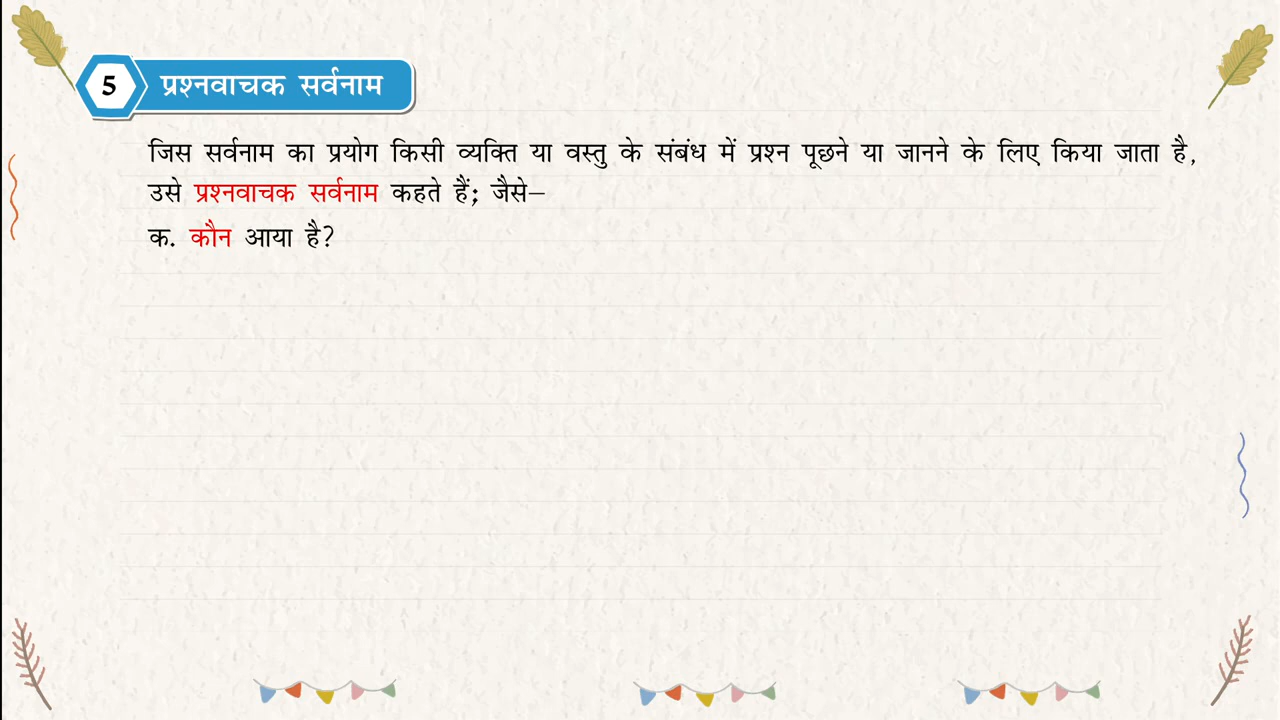 5 प्रश्नवाचक सर्वनाम
जिस सर्वनाम का प्रयोग किसी व्यक्ति या वस्तु के संबंध में प्रश्न पूछने या जानने के लिए किया जाता है,
उसे प्रश्नवाचक सर्वनाम कहते हैं; जैसे–
क. कौन आया है?